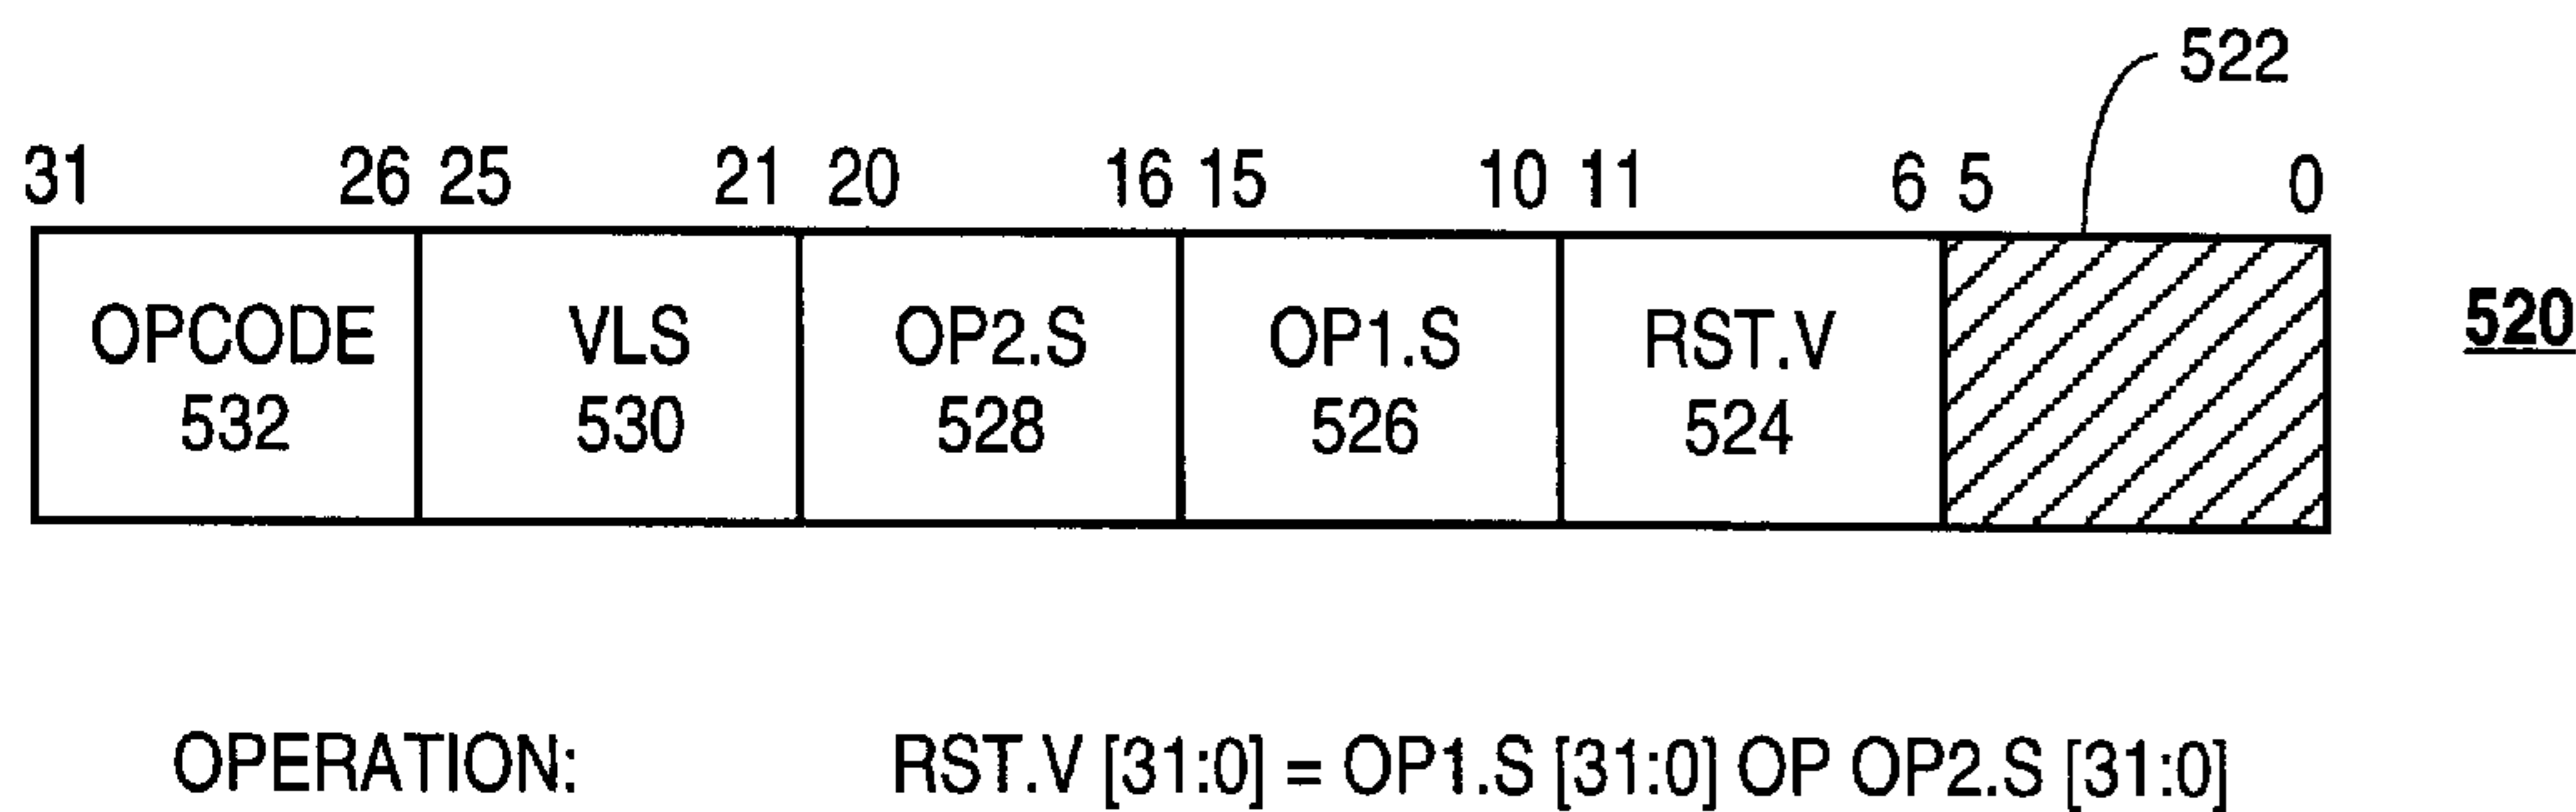 522
31 26 25 21 20 16 15 10 11 6 5 0
OPCODE VLS OP2.S OP1.S RST.V
532 530 528 526 524
520
OPERATION: RST.V [31:0] = OP1.S [31:0] OP OP2.S [31:0]